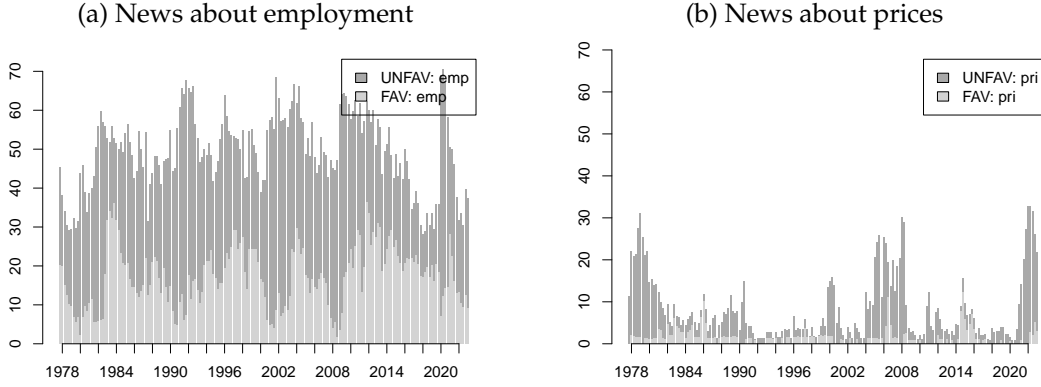 (a) News about employment
70
60
50
40
30
20
10
0
UNFAV: emp
FAV: emp
1978 1984 1990 1996 2002 2008 2014 2020
(b) News about prices
70
60
50
40
30
20
10
0
UNFAV: pri
FAV: pri
1978 1984 1990 1996 2002 2008 2014 2020